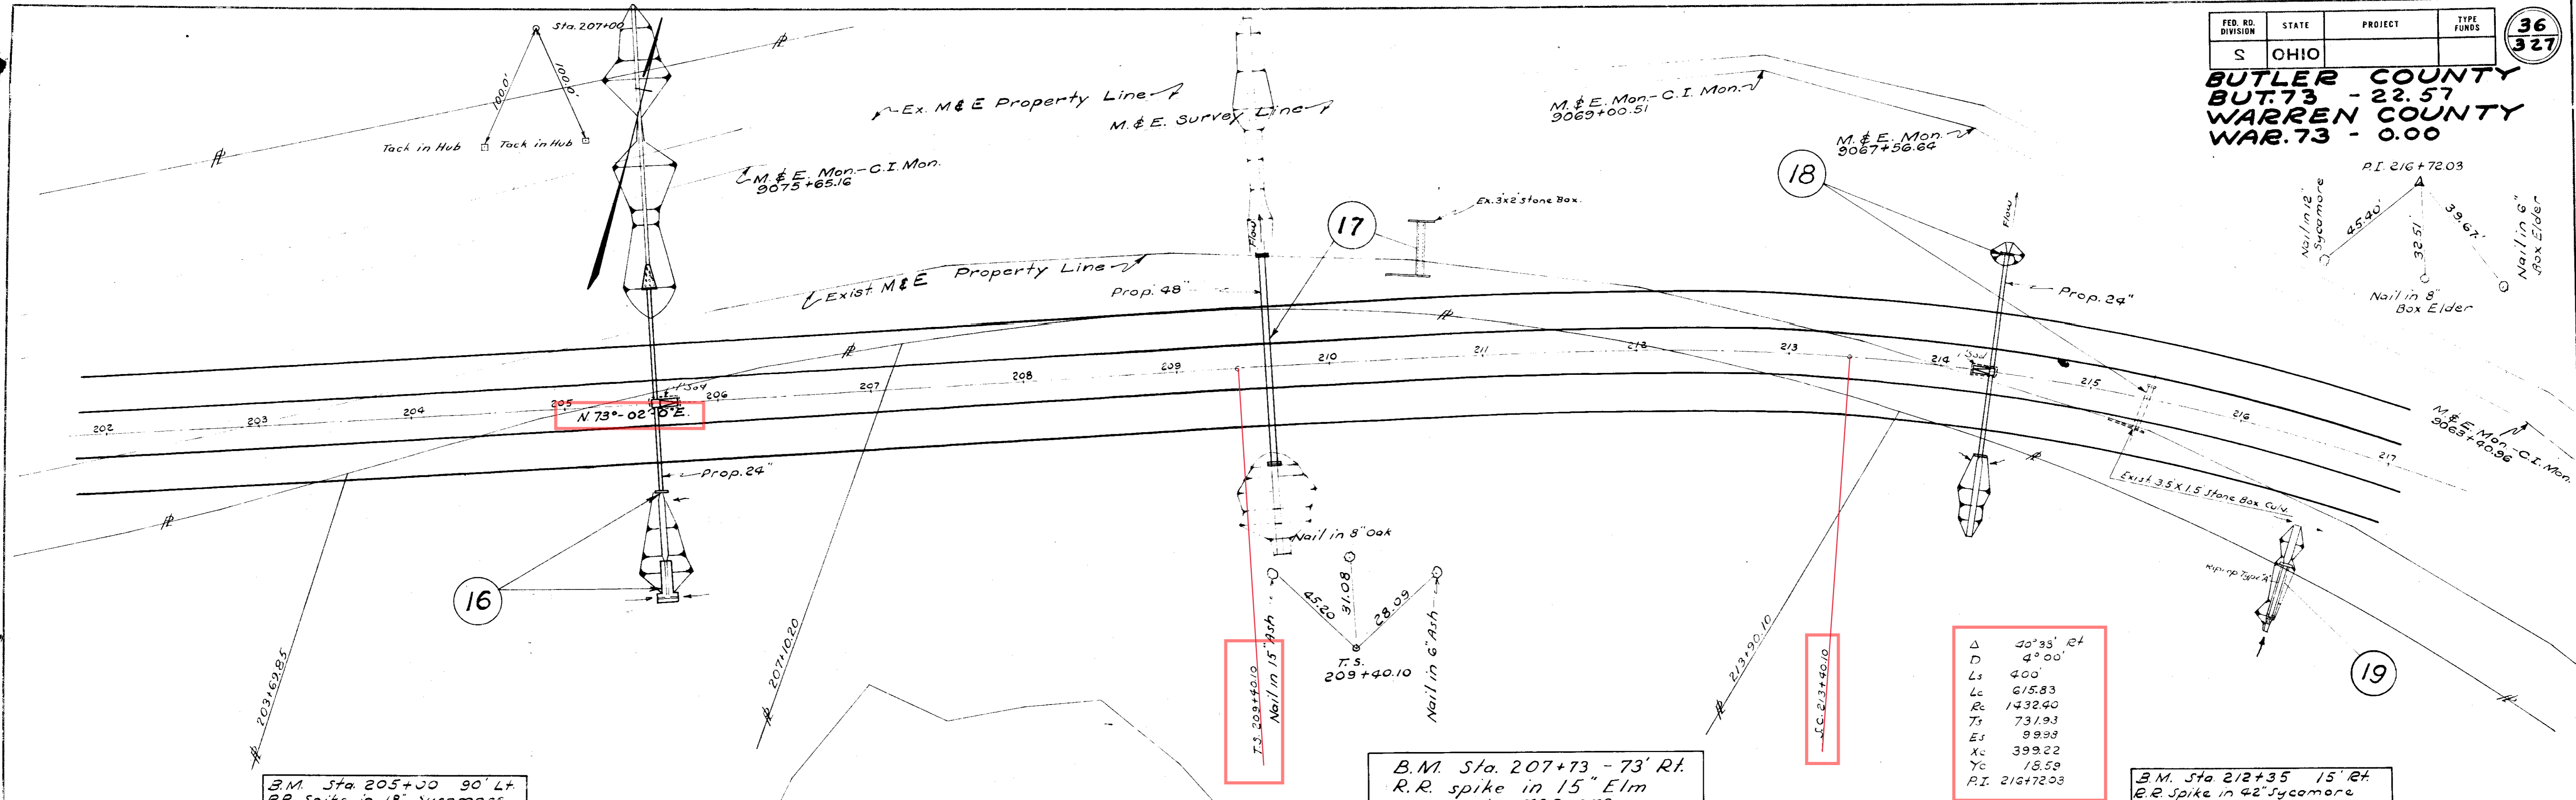 FED. RD. DIVISION
STATE
PROJECT
TYPE FUNDS
OHIO
36
327
BUTLER COUNTY
BUT.73 - 22.57
WARREN COUNTY
WAR.73 - 0.00
Sta. 207+00
100.0'
100.0'
Tack in Hub
Tack in Hub
Ex. M&E Property Line
M.&E. Survey Line
M.&E. Mon.-C.I. Mon.
9069+00.51
M.&E. Mon.
9067+56.64
M.&E. Mon.-C.I. Mon.
9075+65.16
P.I. 216+72.03
Nail in 12" Sycamore
45.40'
32.51'
39.67'
Nail in 6" Box Elder
Nail in 8"
Box Elder
18
17
Ex. 3x2 Stone Box.
Flow
Flow
Exist. M&E Property Line
Prop. 48"
Prop. 24"
202
203
204
205
206
207
208
209
210
211
212
213
214
215
216
217
N 73°-02'
Prop. 24"
M.&E. Mon.-C.I. Mon.
9063+40.96
Exist. 3.5 X 1.5 Stone Box Culv.
Nail in 8" Oak
16
45.20
31.08
28.09
Nail in 15" Ash
Nail in 6" Ash
T.S.
209+40.10
T.S. 209+40.10
203+69.85
207+10.20
213+90.10
S.C. 213+40.10
Rip-rap Type "A"
19
Δ 40°33' Rt
D 4°00'
Ls 400'
Lc 615.83
Rc 1432.40
Ts 731.93
Es 99.93
Xc 399.22
Yc 18.59
P.I. 216+72.03
B.M. Sta. 205+00 90' Lt.
R.R. Spike in 18" Sycamore
B.M. Sta. 207+73 - 73' Rt.
R.R. spike in 15" Elm
B.M. Sta. 212+35 15' Rt.
R.R. Spike in 42" Sycamore